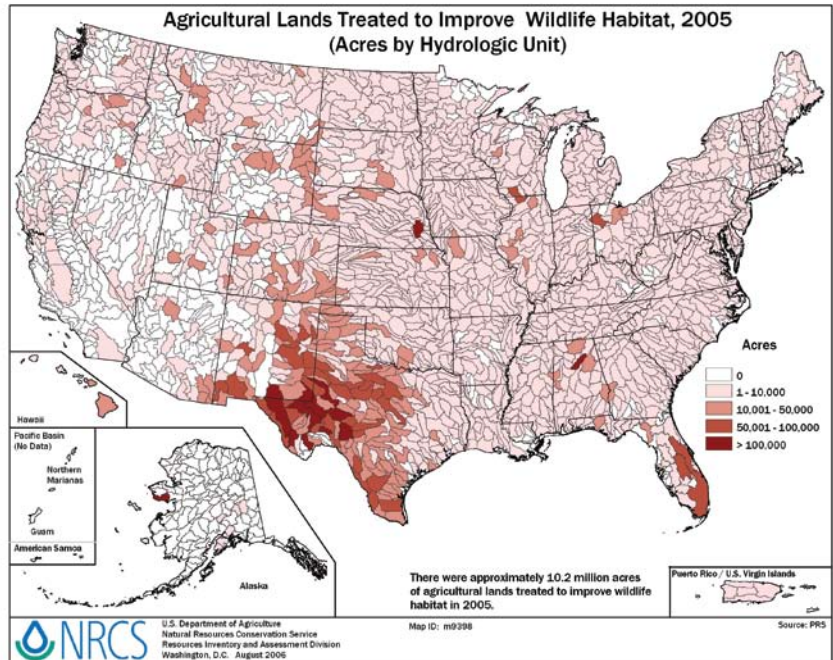 Agricultural Lands Treated to Improve Wildlife Habitat, 2005
(Acres by Hydrologic Unit)
Acres
0
1 - 10,000
10,001 - 50,000
50,001 - 100,000
> 100,000
Hawaii
Pacific Basin
(No Data)
Northern
Marianas
Guam
American Samoa
Alaska
There were approximately 10.2 million acres
of agricultural lands treated to improve wildlife
habitat in 2005.
Puerto Rico / U.S. Virgin Islands
NRCS
U.S. Department of Agriculture
Natural Resources Conservation Service
Resources Inventory and Assessment Division
Washington, D.C. August 2006
Map ID: m9398
Source: PRS